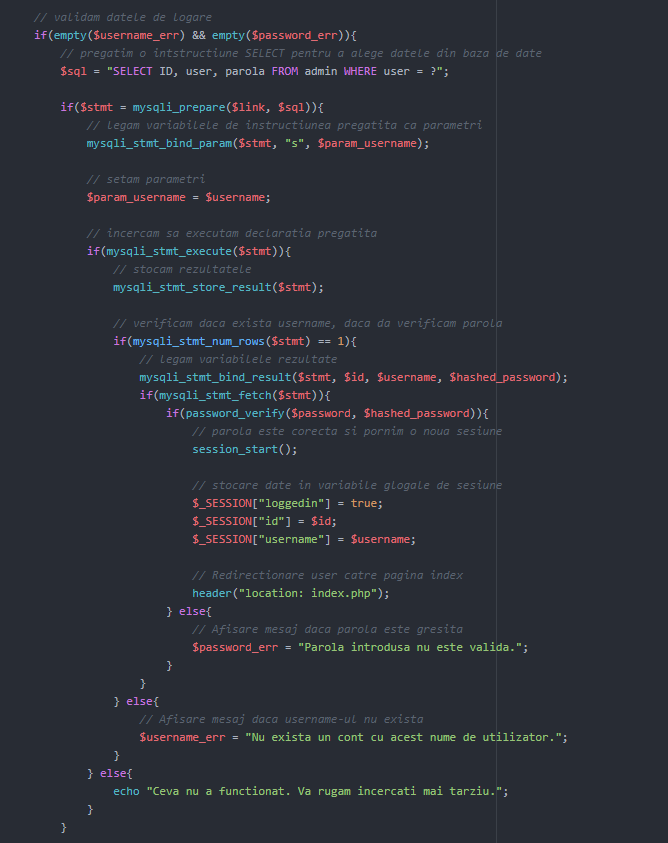 // validam datele de logare
if(empty($username_err) && empty($password_err)){
// pregatim o intstructiune SELECT pentru a alege datele din baza de date
$sql = "SELECT ID, user, parola FROM admin WHERE user = ?";
if($stmt = mysqli_prepare($link, $sql)){
// legam variabilele de instructiunea pregatita ca parametri
mysqli_stmt_bind_param($stmt, "s", $param_username);
// setam parametri
$param_username = $username;
// incercam sa executam declaratia pregatita
if(mysqli_stmt_execute($stmt)){
// stocam rezultatele
mysqli_stmt_store_result($stmt);
// verificam daca exista username, daca da verificam parola
if(mysqli_stmt_num_rows($stmt) == 1){
// legam variabilele rezultate
mysqli_stmt_bind_result($stmt, $id, $username, $hashed_password);
if(mysqli_stmt_fetch($stmt)){
if(password_verify($password, $hashed_password)){
// parola este corecta si pornim o noua sesiune
session_start();
// stocare date in variabile glogale de sesiune
$_SESSION["loggedin"] = true;
$_SESSION["id"] = $id;
$_SESSION["username"] = $username;
// Redirectionare user catre pagina index
header("location: index.php");
} else{
// Afisare mesaj daca parola este gresita
$password_err = "Parola introdusa nu este valida.";
}
}
} else{
// Afisare mesaj daca username-ul nu exista
$username_err = "Nu exista un cont cu acest nume de utilizator.";
}
} else{
echo "Ceva nu a functionat. Va rugam incercati mai tarziu.";
}
}